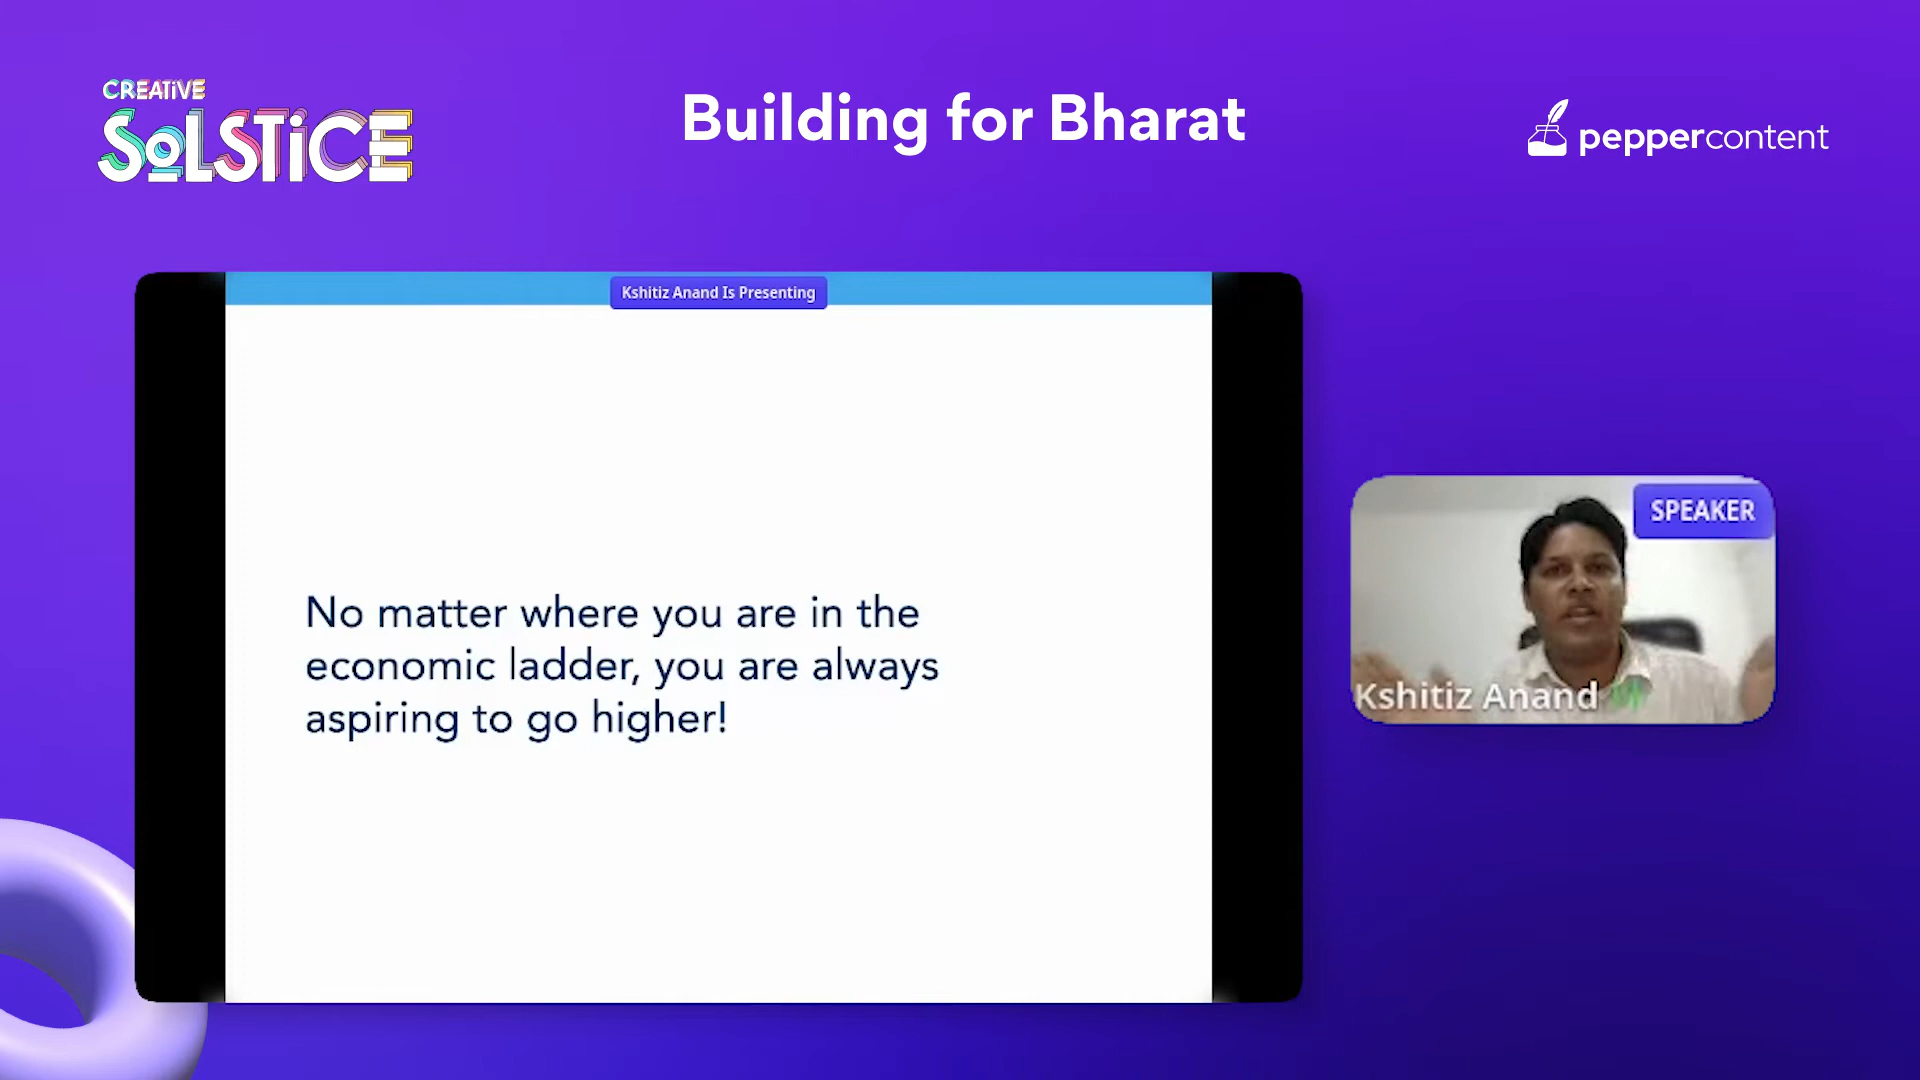 CREATiVE
SoLSTiCE
Building for Bharat
peppercontent
Kshitiz Anand Is Presenting
No matter where you are in the
economic ladder, you are always
aspiring to go higher!
SPEAKER
Kshitiz Anand